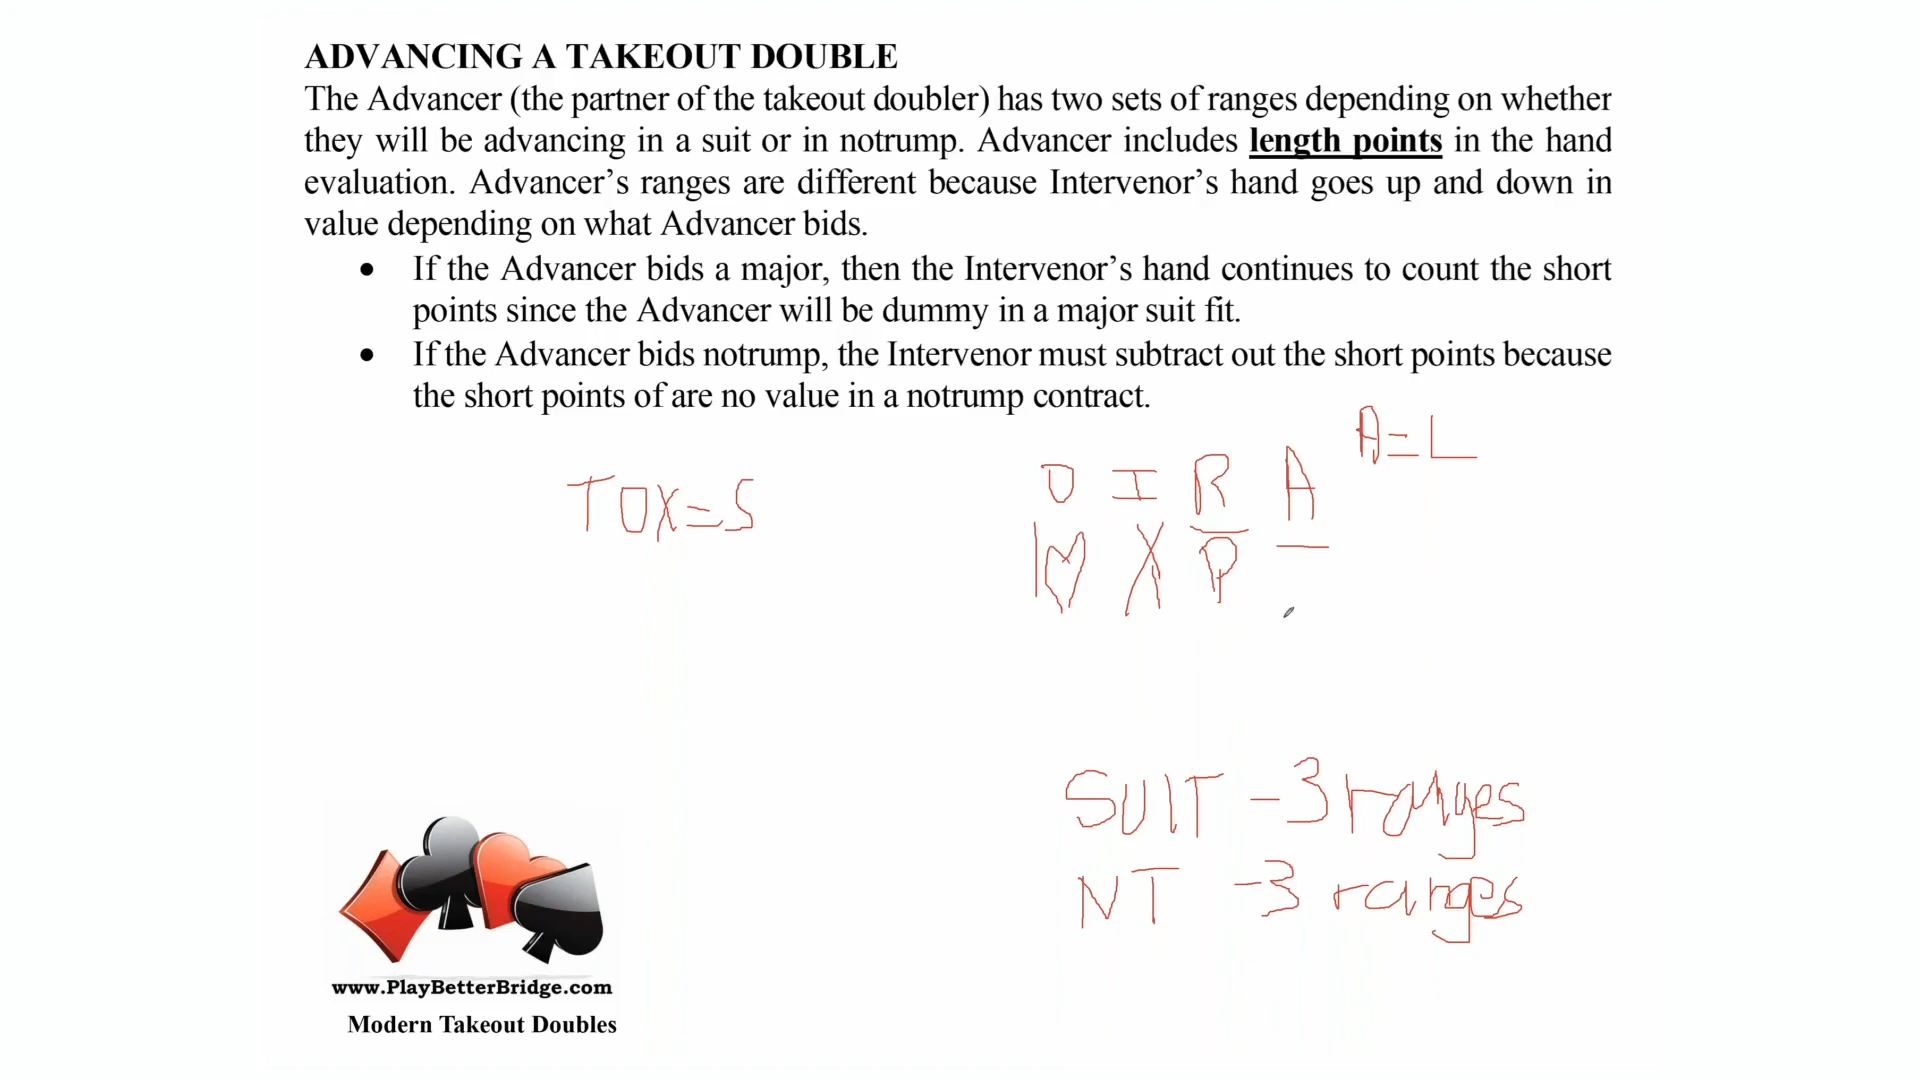 ADVANCING A TAKEOUT DOUBLE
The Advancer (the partner of the takeout doubler) has two sets of ranges depending on whether
they will be advancing in a suit or in notrump. Advancer includes length points in the hand
evaluation. Advancer’s ranges are different because Intervenor’s hand goes up and down in
value depending on what Advancer bids.
• If the Advancer bids a major, then the Intervenor’s hand continues to count the short
points since the Advancer will be dummy in a major suit fit.
• If the Advancer bids notrump, the Intervenor must subtract out the short points because
the short points of are no value in a notrump contract.
A=L
TOX=S
O I R A
1♥ X P
SUIT - 3 ranges
NT - 3 ranges
www.PlayBetterBridge.com
Modern Takeout Doubles